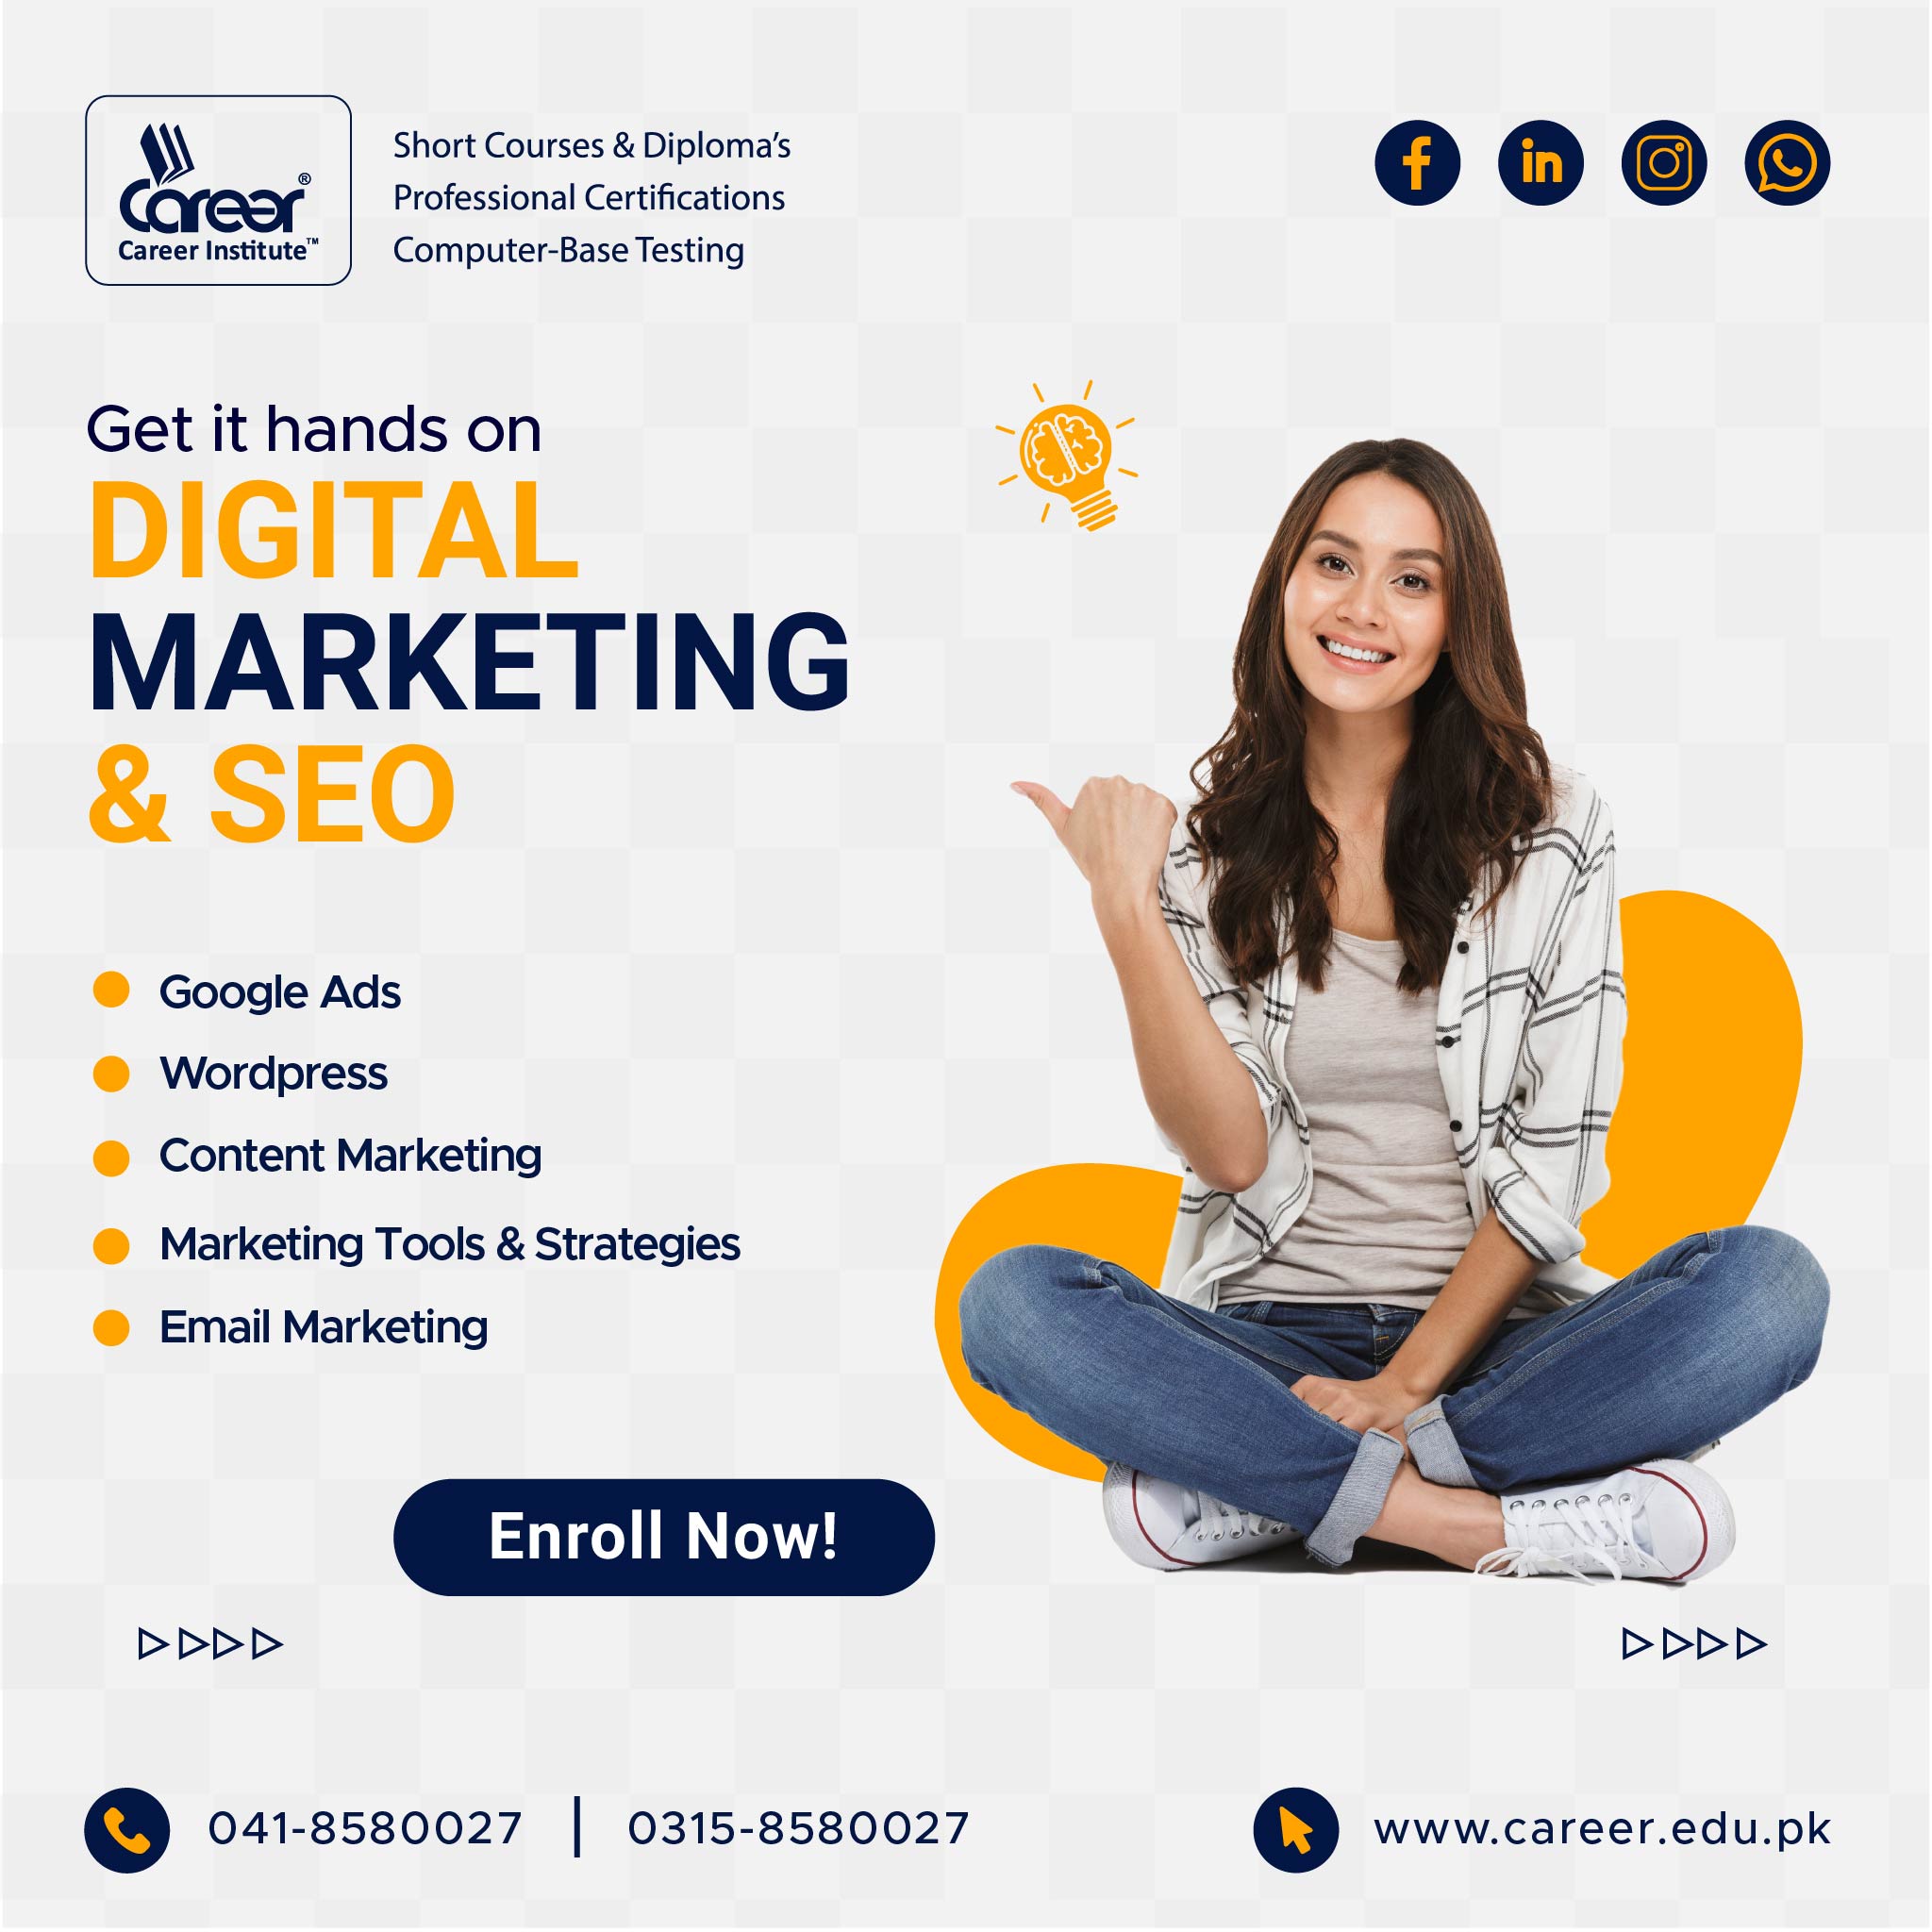 Career®
Career Institute™
Short Courses & Diploma's
Professional Certifications
Computer-Base Testing
Get it hands on
DIGITAL
MARKETING
& SEO
Google Ads
Wordpress
Content Marketing
Marketing Tools & Strategies
Email Marketing
Enroll Now!
041-8580027 | 0315-8580027
www.career.edu.pk